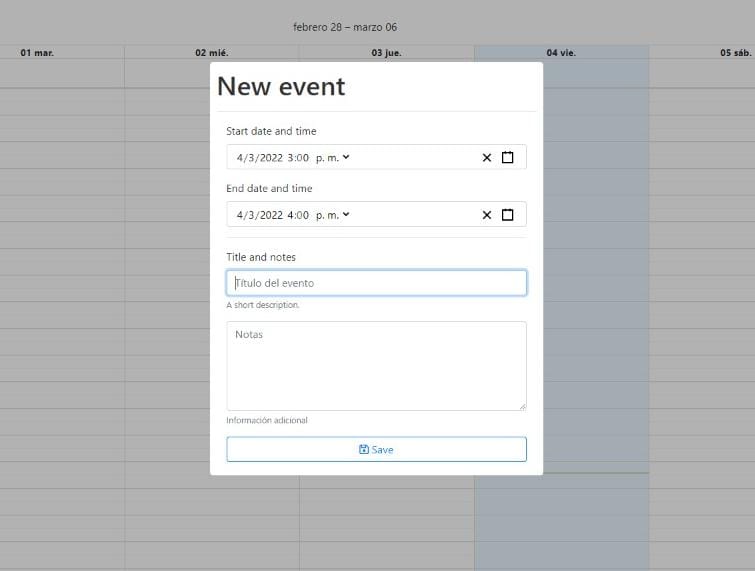 febrero 28 – marzo 06
01 mar. 02 mié. 03 jue. 04 vie. 05 sáb.
New event
Start date and time
4/3/2022 3:00 p. m.
End date and time
4/3/2022 4:00 p. m.
Title and notes
Título del evento
A short description.
Notas
Información adicional
Save